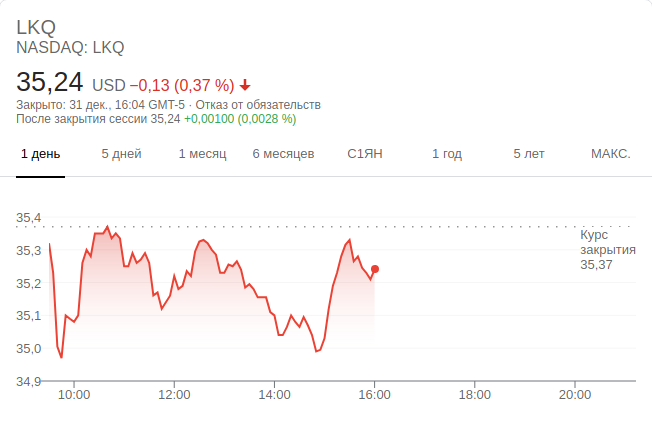 LKQ
NASDAQ: LKQ
35,24 USD −0,13 (0,37 %)
Закрыто: 31 дек., 16:04 GMT-5 · Отказ от обязательств
После закрытия сессии 35,24 +0,00100 (0,0028 %)
1 день 5 дней 1 месяц 6 месяцев С1ЯН 1 год 5 лет МАКС.
35,4
Курс
закрытия
35,37
35,3
35,2
35,1
35,0
34,9
10:00 12:00 14:00 16:00 18:00 20:00